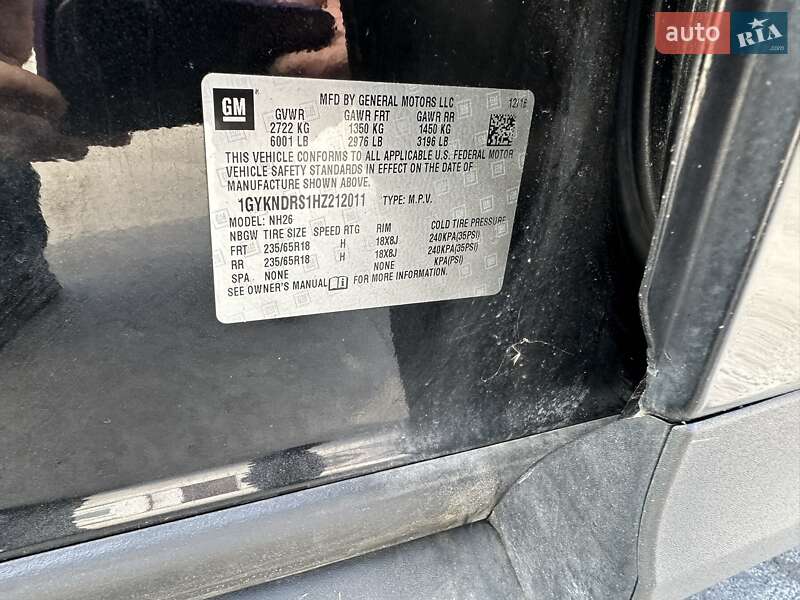 auto RIA.com
GM
MFD BY GENERAL MOTORS LLC 12/16
GVWR GAWR FRT GAWR RR
2722 KG 1350 KG 1450 KG
6001 LB 2976 LB 3196 LB
THIS VEHICLE CONFORMS TO ALL APPLICABLE U.S. FEDERAL MOTOR
VEHICLE SAFETY STANDARDS IN EFFECT ON THE DATE OF
MANUFACTURE SHOWN ABOVE.
1GYKNDRS1HZ212011 TYPE: M.P.V.
MODEL: NH26
NBGW TIRE SIZE SPEED RTG RIM COLD TIRE PRESSURE
FRT 235/65R18 H 18X8J 240KPA(35PSI)
RR 235/65R18 H 18X8J 240KPA(35PSI)
SPA NONE NONE KPA(PSI)
SEE OWNER'S MANUAL FOR MORE INFORMATION.